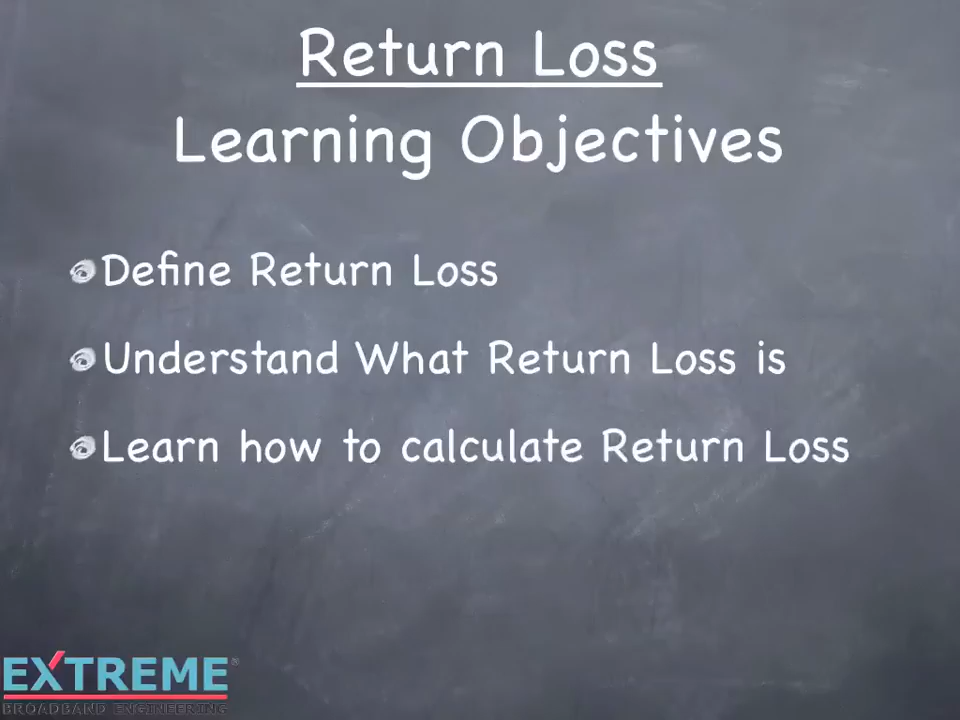 Return Loss
Learning Objectives
Define Return Loss
Understand What Return Loss is
Learn how to calculate Return Loss
EXTREME®
BROADBAND ENGINEERING